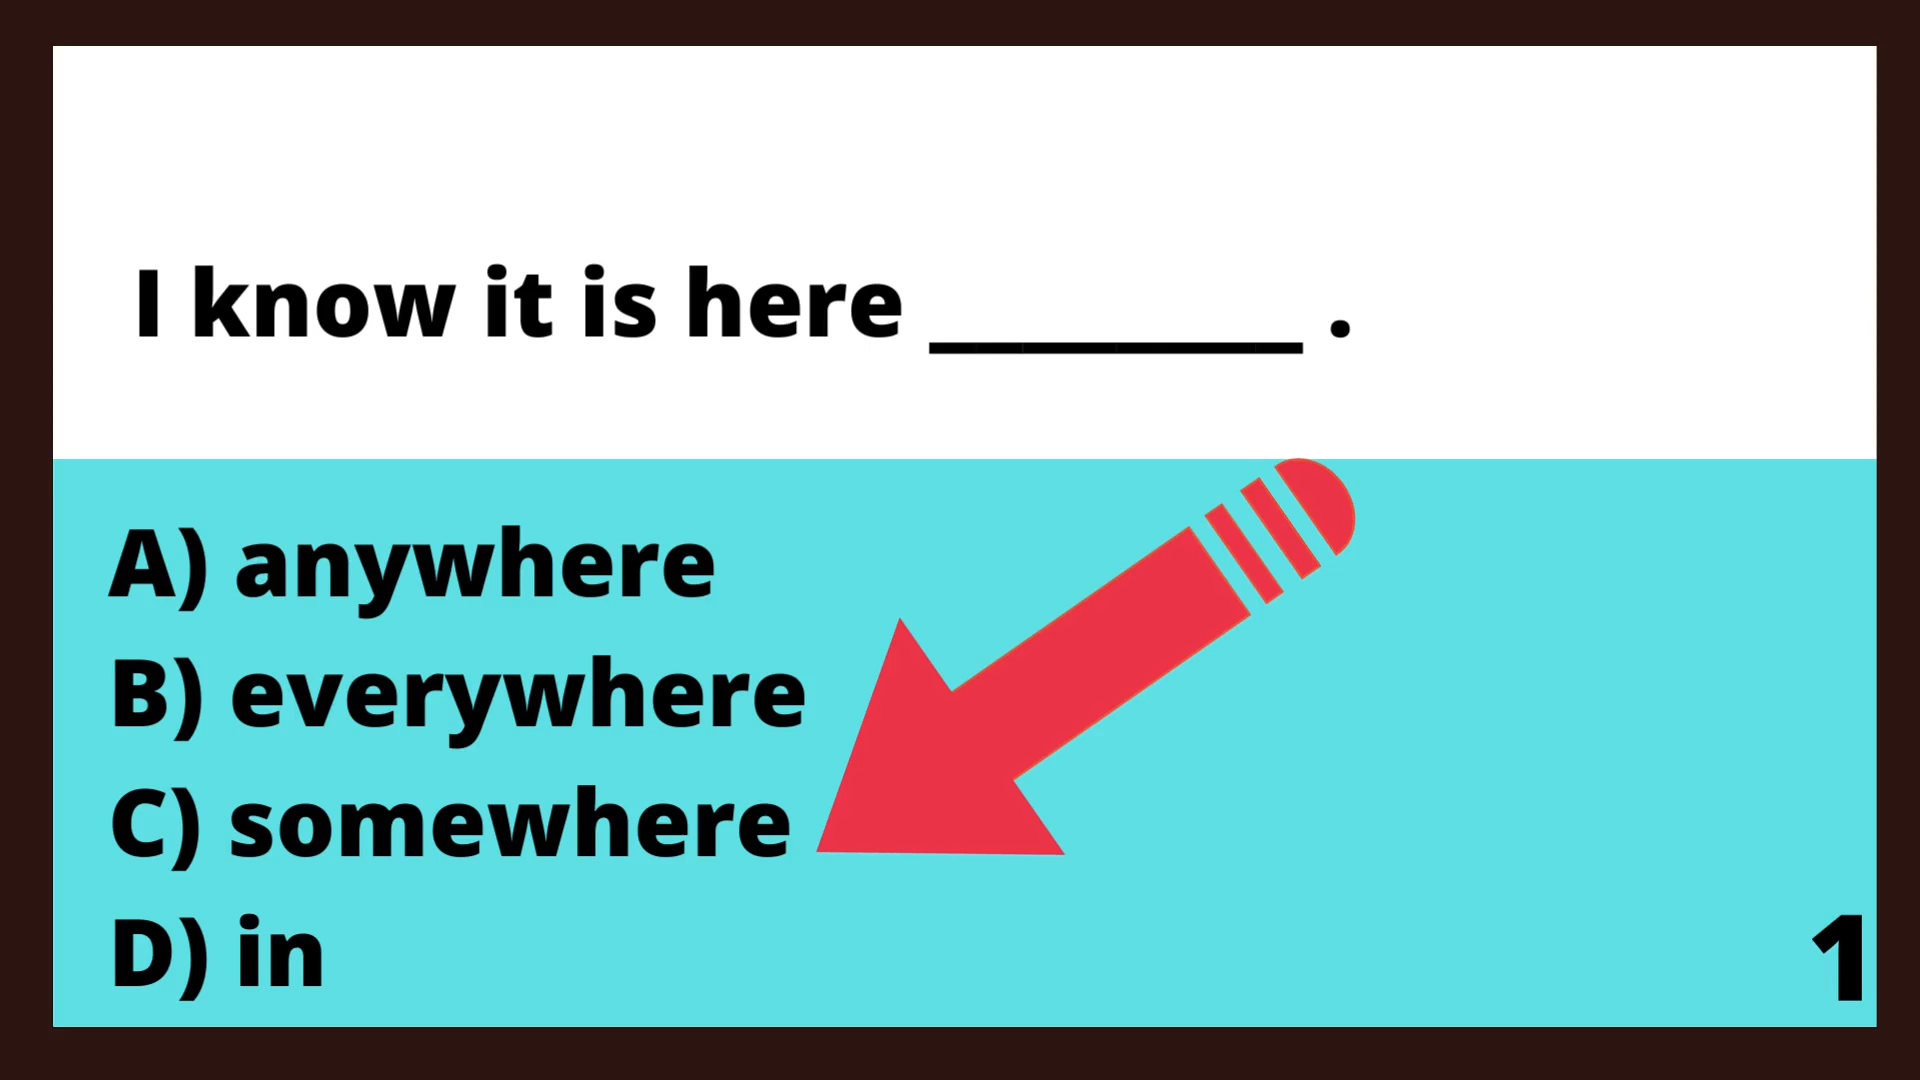 I know it is here ________ .
A) anywhere
B) everywhere
C) somewhere
D) in
1